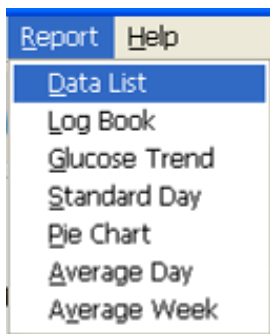 Report Help
Data List
Log Book
Glucose Trend
Standard Day
Pie Chart
Average Day
Average Week